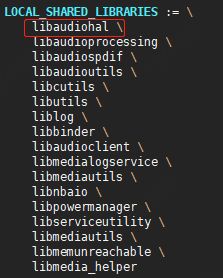 LOCAL_SHARED_LIBRARIES := \
libaudiohal \
libaudioprocessing \
libaudiospdif \
libaudioutils \
libcutils \
libutils \
liblog \
libbinder \
libaudioclient \
libmedialogservice \
libmediautils \
libnbaio \
libpowermanager \
libserviceutility \
libmediautils \
libmemunreachable \
libmedia_helper